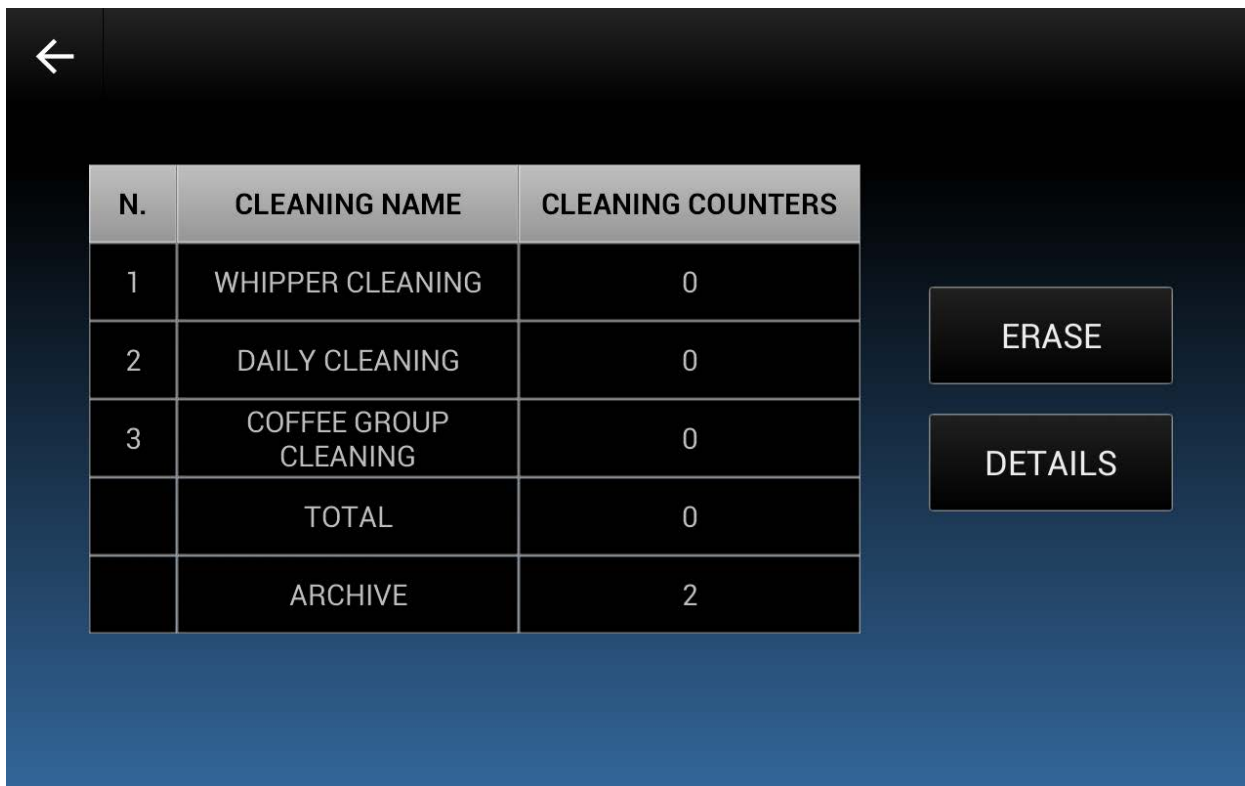 N. CLEANING NAME CLEANING COUNTERS
1 WHIPPER CLEANING 0
2 DAILY CLEANING 0
3 COFFEE GROUP
CLEANING 0
TOTAL 0
ARCHIVE 2
ERASE
DETAILS